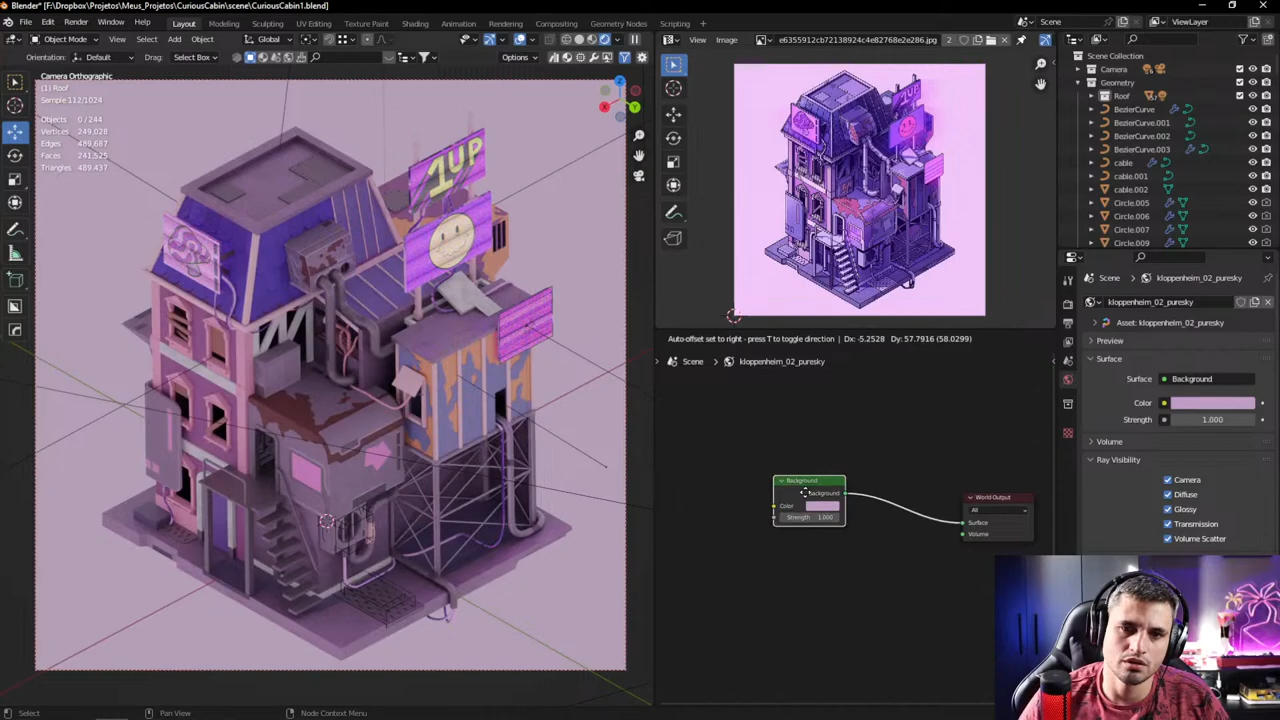 Blender* [F:\Dropbox\Projetos\Meus_Projetos\CuriousCabin\scene\CuriousCabin1.blend]
File Edit Render Window Help Layout Modeling Sculpting UV Editing Texture Paint Shading Animation Rendering Compositing Geometry Nodes Scripting Scene ViewLayer
Object Mode View Select Add Object Global
View Image e6355912cb72138924c4e82768e2e286.jpg 2
Orientation: Default Drag: Select Box Options
Camera Orthographic
(1) Roof
Sample 112/1024
Objects 0 / 244
Vertices 249,028
Edges 489,687
Faces 241,525
Triangles 489,437
X
Y
Z
1UP
1UP
Scene Collection
Camera
Geometry
Roof
BezierCurve
BezierCurve.001
BezierCurve.002
BezierCurve.003
cable
cable.001
cable.002
Circle.005
Circle.006
Circle.007
Circle.009
Scene kloppenheim_02_puresky
kloppenheim_02_puresky
Asset: kloppenheim_02_puresky
Preview
Surface
Surface Background
Color
Strength 1.000
Volume
Ray Visibility
Camera
Diffuse
Glossy
Transmission
Volume Scatter
Auto-offset set to right - press T to toggle direction | Dx: -5.2528 Dy: 57.7916 (58.0299)
Scene kloppenheim_02_puresky
Background
Background
Color
Strength 1.000
World Output
All
Surface
Volume
Select Pan View Node Context Menu